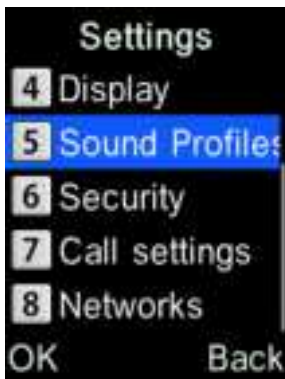 Settings
4 Display
5 Sound Profiles
6 Security
7 Call settings
8 Networks
OK Back